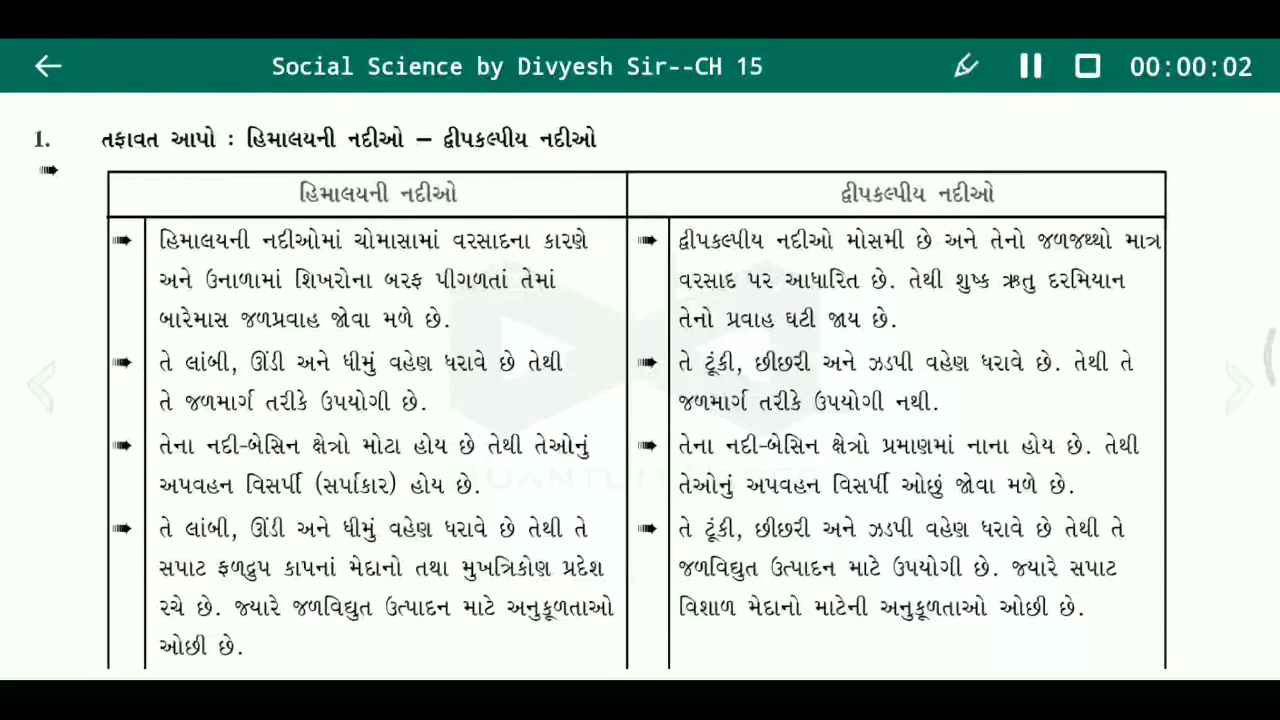 Social Science by Divyesh Sir--CH 15
00:00:02
1. તફાવત આપો : હિમાલયની નદીઓ – દ્વીપકલ્પીય નદીઓ
હિમાલયની નદીઓ
દ્વીપકલ્પીય નદીઓ
હિમાલયની નદીઓમાં ચોમાસામાં વરસાદના કારણે
અને ઉનાળામાં શિખરોના બરફ પીગળતાં તેમાં
બારેમાસ જળપ્રવાહ જોવા મળે છે.
દ્વીપકલ્પીય નદીઓ મોસમી છે અને તેનો જળજથ્થો માત્ર
વરસાદ પર આધારિત છે. તેથી શુષ્ક ઋતુ દરમિયાન
તેનો પ્રવાહ ઘટી જાય છે.
તે લાંબી, ઊંડી અને ધીમું વહેણ ધરાવે છે તેથી
તે જળમાર્ગ તરીકે ઉપયોગી છે.
તે ટૂંકી, છીછરી અને ઝડપી વહેણ ધરાવે છે. તેથી તે
જળમાર્ગ તરીકે ઉપયોગી નથી.
તેના નદી-બેસિન ક્ષેત્રો મોટા હોય છે તેથી તેઓનું
અપવહન વિસર્પી (સર્પાકાર) હોય છે.
તેના નદી-બેસિન ક્ષેત્રો પ્રમાણમાં નાના હોય છે. તેથી
તેઓનું અપવહન વિસર્પી ઓછું જોવા મળે છે.
તે લાંબી, ઊંડી અને ધીમું વહેણ ધરાવે છે તેથી તે
સપાટ ફળદ્રુપ કાપનાં મેદાનો તથા મુખત્રિકોણ પ્રદેશ
રચે છે. જ્યારે જળવિદ્યુત ઉત્પાદન માટે અનુકૂળતાઓ
ઓછી છે.
તે ટૂંકી, છીછરી અને ઝડપી વહેણ ધરાવે છે તેથી તે
જળવિદ્યુત ઉત્પાદન માટે ઉપયોગી છે. જ્યારે સપાટ
વિશાળ મેદાનો માટેની અનુકૂળતાઓ ઓછી છે.